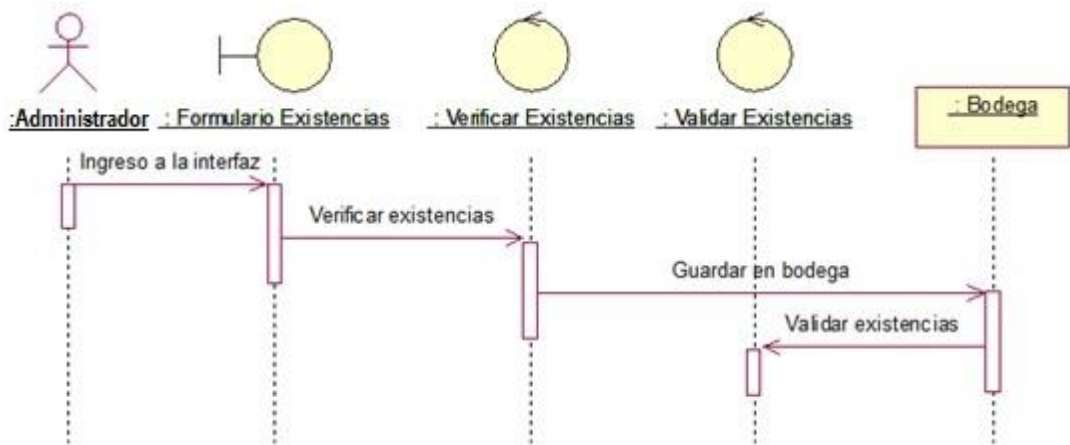 :Administrador
: Formulario Existencias
: Verificar Existencias
: Validar Existencias
: Bodega
Ingreso a la interfaz
Verificar existencias
Guardar en bodega
Validar existencias